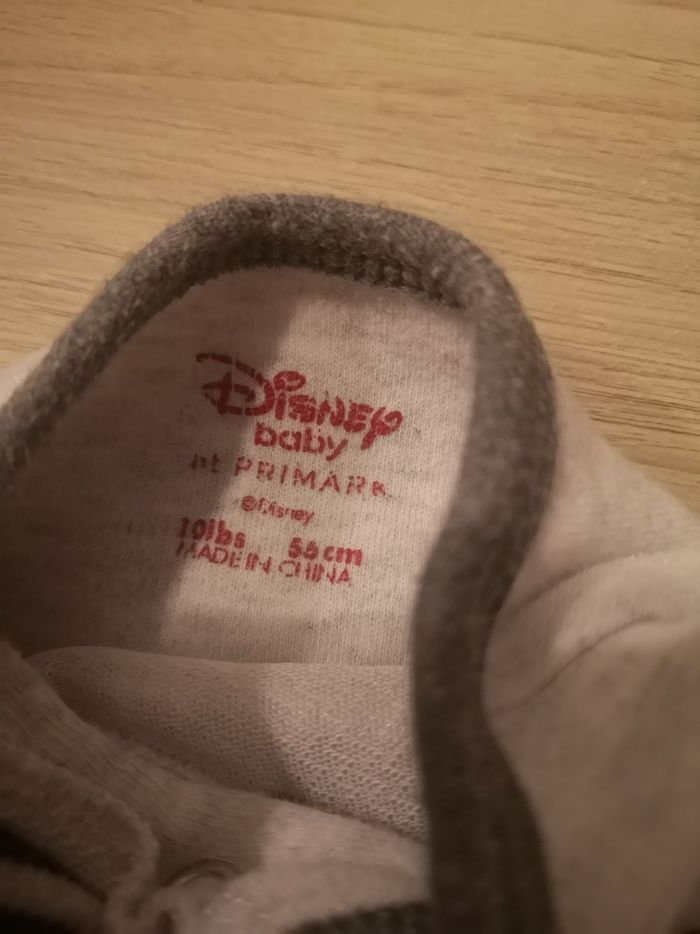 Disney
baby
at PRIMARK
©Disney
10lbs 56cm
MADE IN CHINA